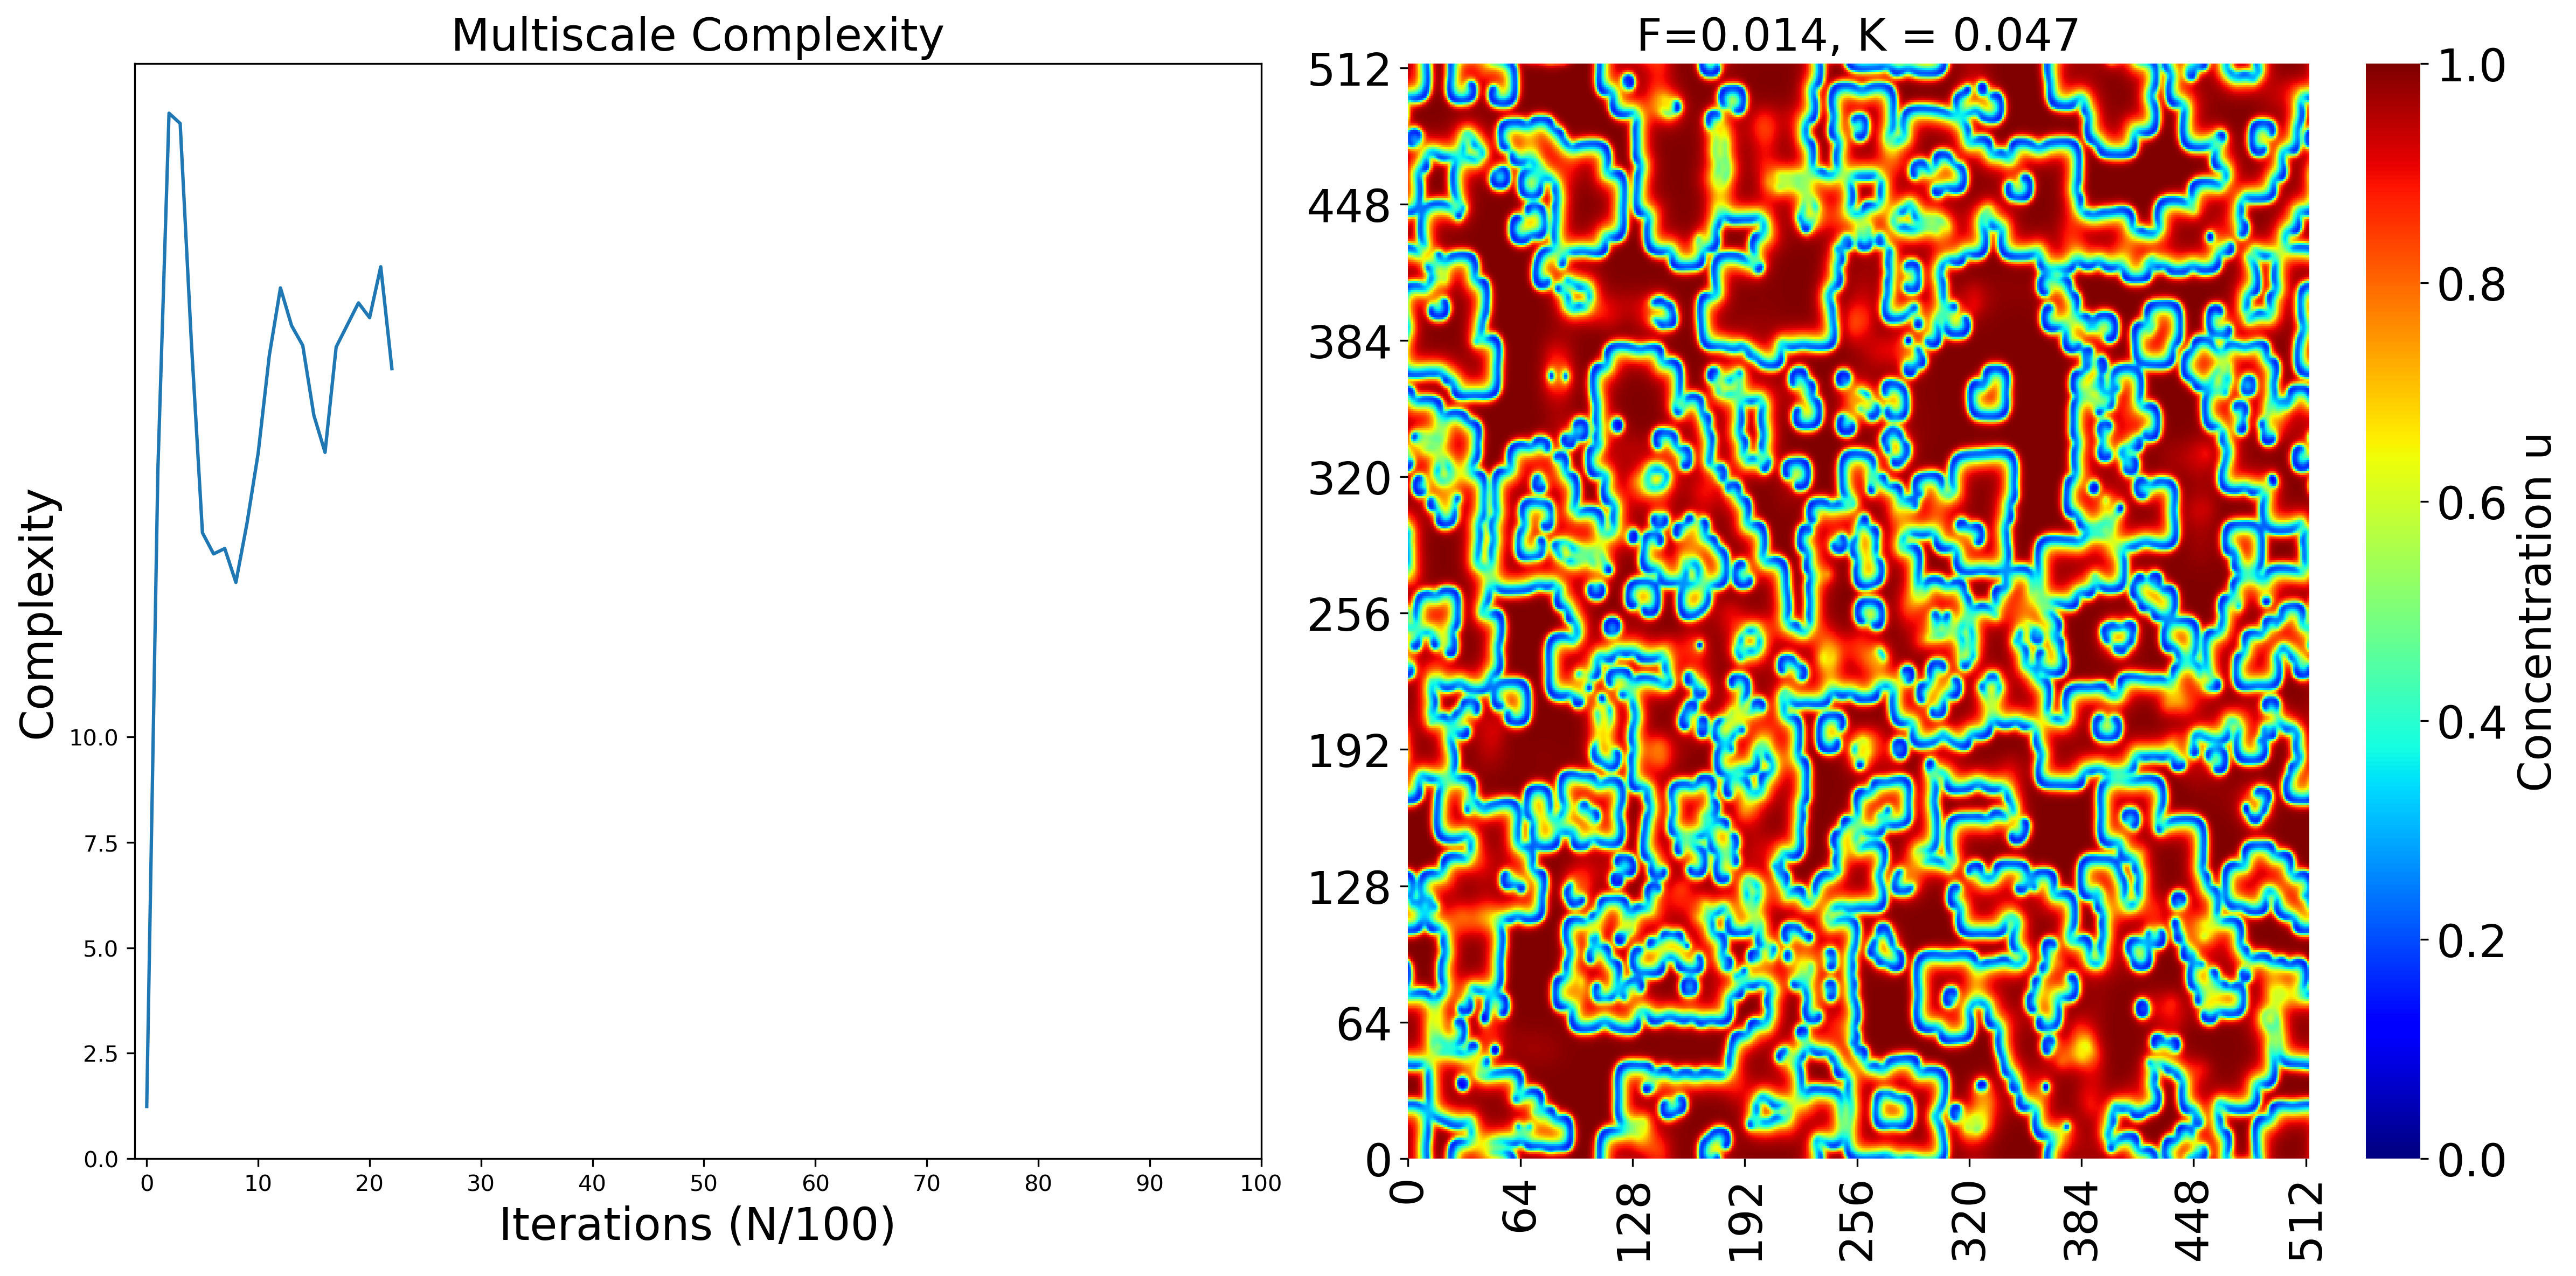 Multiscale Complexity
Complexity
10.0
7.5
5.0
2.5
0.0
0 10 20 30 40 50 60 70 80 90 100
Iterations (N/100)
F=0.014, K = 0.047
512
448
384
320
256
192
128
64
0
0 64 128 192 256 320 384 448 512
1.0
0.8
0.6
0.4
0.2
0.0
Concentration u